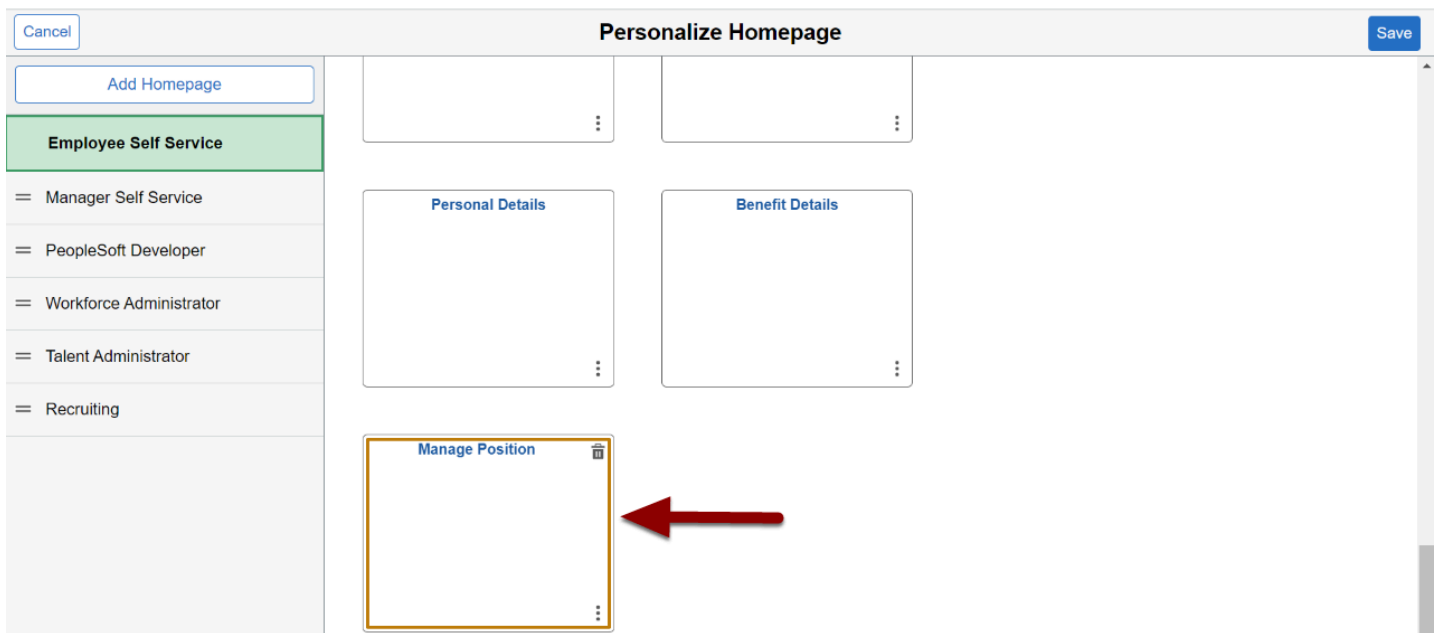 Cancel
Personalize Homepage
Save
Add Homepage
Employee Self Service
Manager Self Service
PeopleSoft Developer
Workforce Administrator
Talent Administrator
Recruiting
Personal Details
Benefit Details
Manage Position